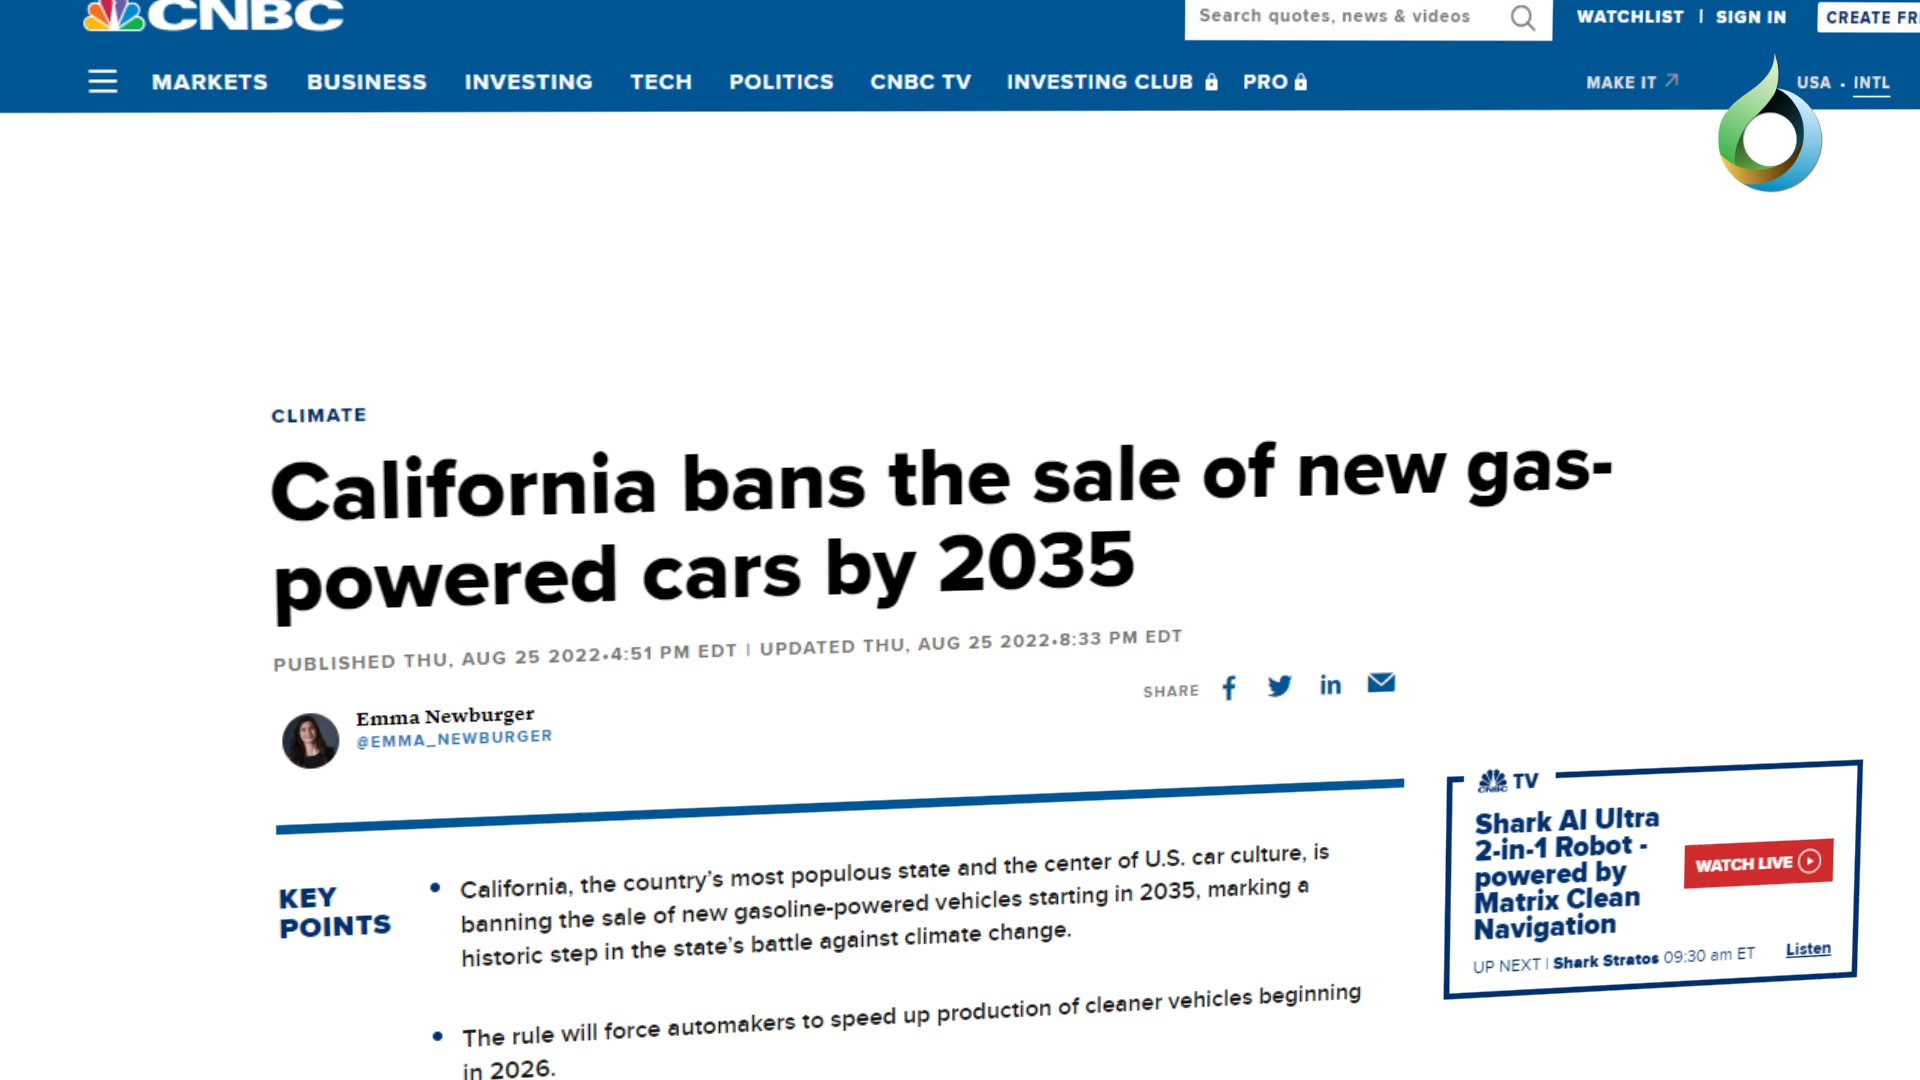 CNBC
Search quotes, news & videos
WATCHLIST | SIGN IN
CREATE FR
MARKETS BUSINESS INVESTING TECH POLITICS CNBC TV INVESTING CLUB PRO
MAKE IT
USA • INTL
CLIMATE
California bans the sale of new gas-
powered cars by 2035
PUBLISHED THU, AUG 25 2022•4:51 PM EDT | UPDATED THU, AUG 25 2022•8:33 PM EDT
SHARE
Emma Newburger
@EMMA_NEWBURGER
KEY
POINTS
• California, the country’s most populous state and the center of U.S. car culture, is
banning the sale of new gasoline-powered vehicles starting in 2035, marking a
historic step in the state’s battle against climate change.
• The rule will force automakers to speed up production of cleaner vehicles beginning
in 2026.
CNBC TV
Shark AI Ultra
2-in-1 Robot -
powered by
Matrix Clean
Navigation
WATCH LIVE
UP NEXT | Shark Stratos 09:30 am ET
Listen